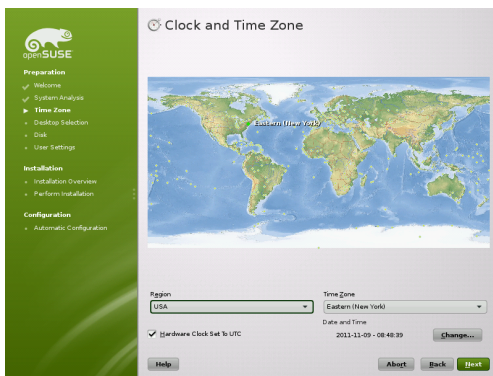 openSUSE
Preparation
Welcome
System Analysis
Time Zone
Desktop Selection
Disk
User Settings
Installation
Installation Overview
Perform Installation
Configuration
Automatic Configuration
Clock and Time Zone
Eastern (New York)
Region
USA
Time Zone
Eastern (New York)
Hardware Clock Set To UTC
Date and Time
2011-11-09 - 08:48:39
Change...
Help
Abort
Back
Next